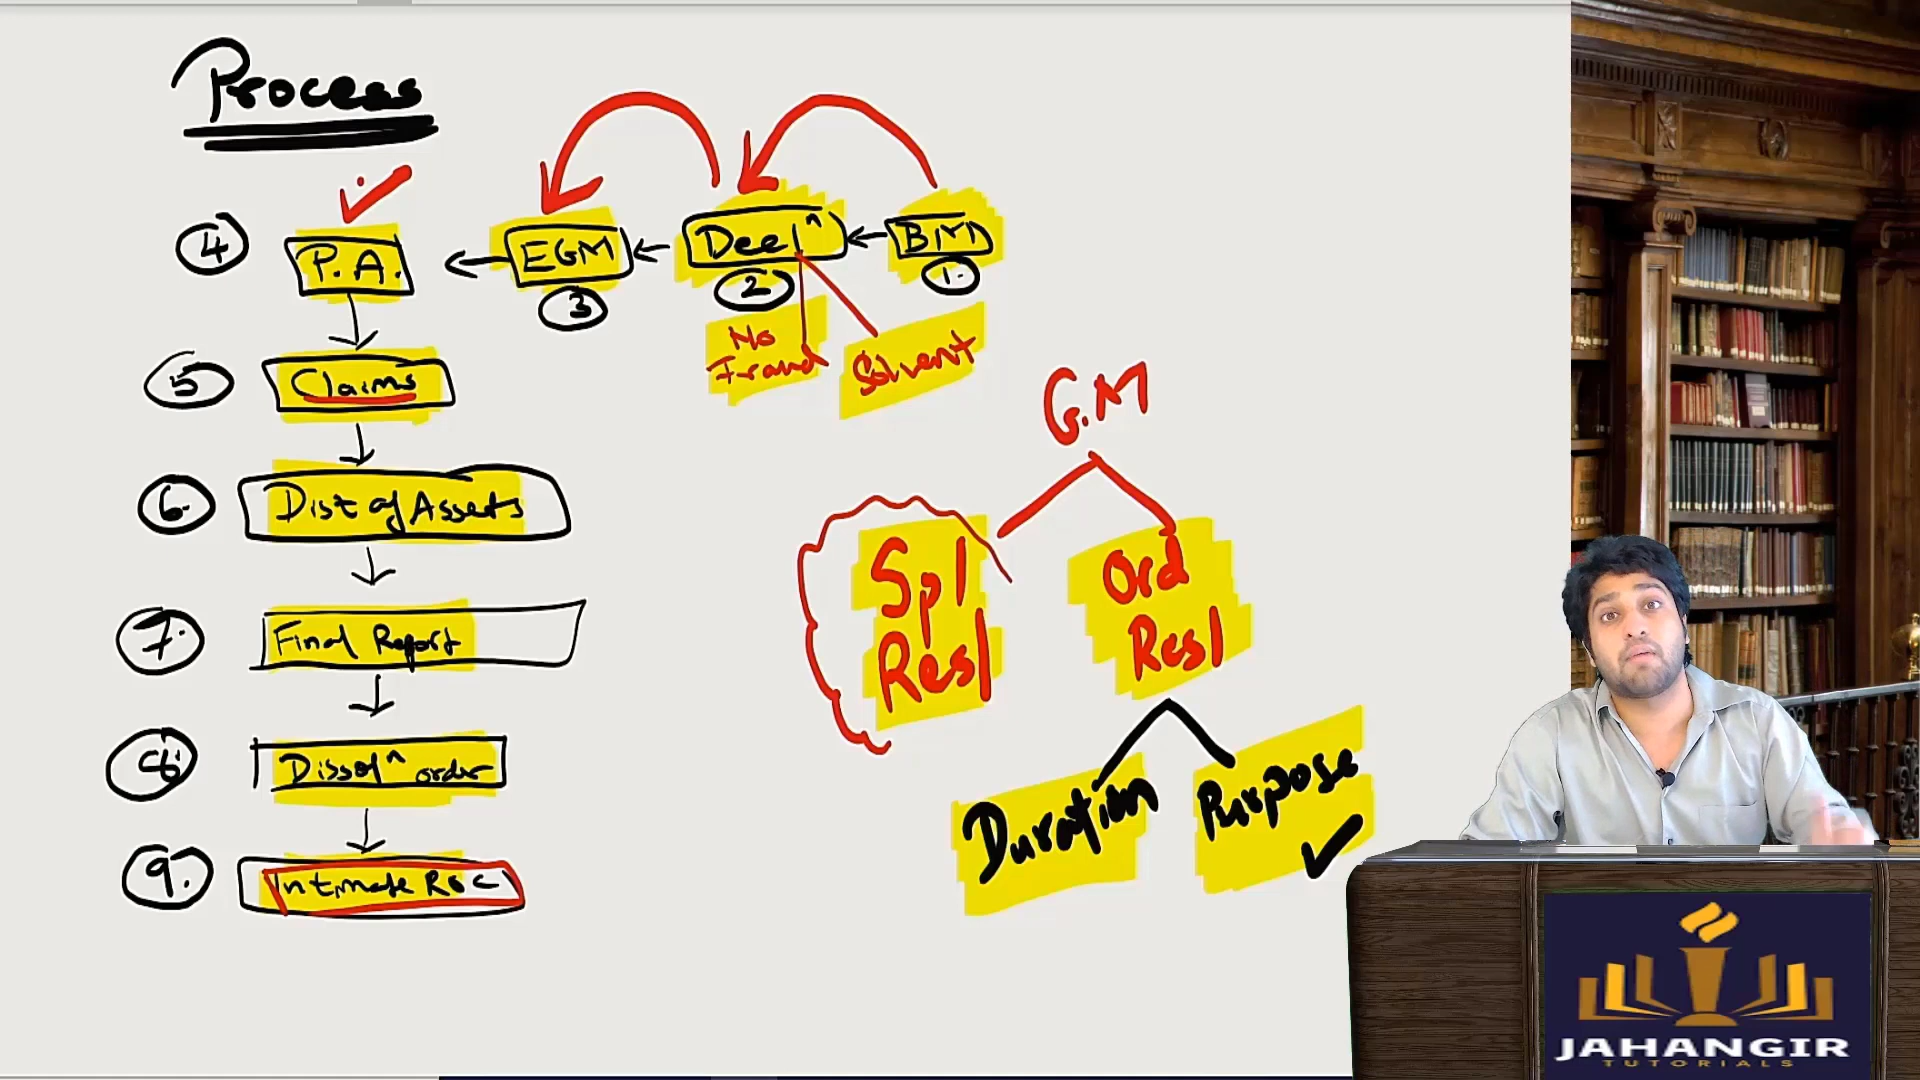 Process
④ P.A.
EGM ③
Decl^n ②
BM ①
No
Fraud
Solvent
⑤ Claims
⑥ Dist of Assets
⑦ Final Report
⑧ Dissol^n order
⑨ Intimate ROC
G.M
Spl
Resl
Ord
Resl
Duration
Purpose
JAHANGIR
TUTORIALS